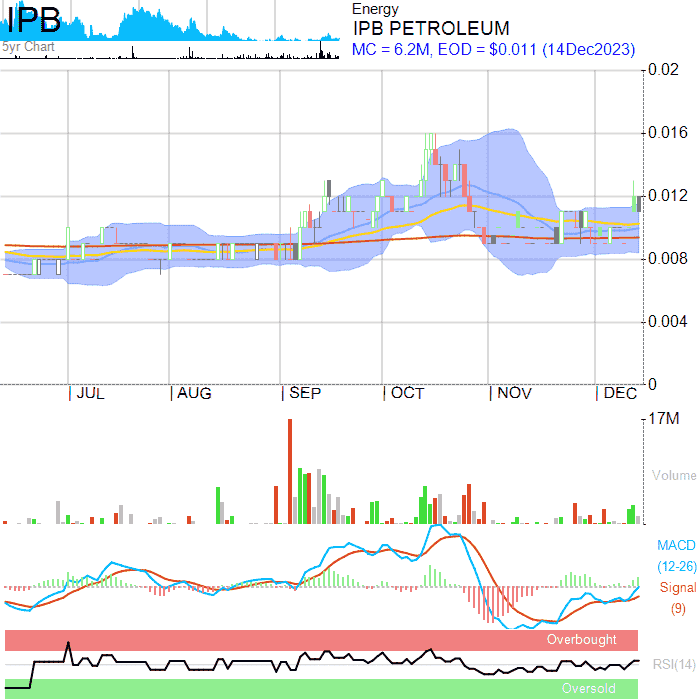 IPB
5yr Chart
Energy
IPB PETROLEUM
MC = 6.2M, EOD = $0.011 (14Dec2023)
0.02
0.016
0.012
0.008
0.004
0
JUL AUG SEP OCT NOV DEC
17M
Volume
MACD
(12-26)
Signal
(9)
Overbought
RSI(14)
Oversold